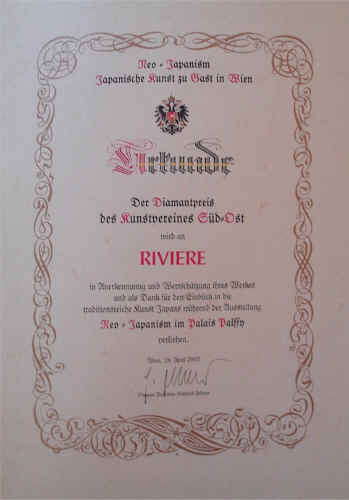 Neo - Japanism
Japanische Kunst zu Gast in Wien
Urkunde
Der Diamantpreis
des Kunstvereines Süd-Ost
wird an
RIVIERE
in Anerkennung und Wertschätzung ihres Werkes
und als Dank für den Einblick in die
traditionsreiche Kunst Japans während der Ausstellung
Neo - Japanism im Palais Palffy
verliehen.
Wien, April